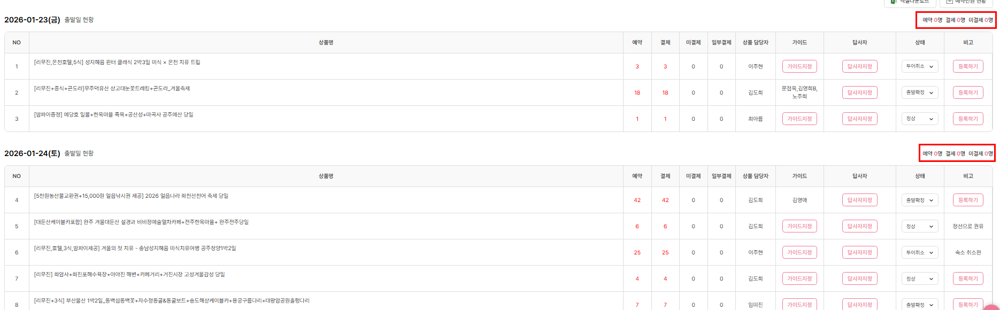 엑셀다운로드 예약인원 현황
2026-01-23(금) 출발일 현황 예약 0명 결제 0명 미결제 0명
NO 상품명 예약 결제 미결제 일부결제 상품 담당자 가이드 답사자 상태 비고
1 [리무진,온천호텔,5식] 성지혜윰 윈터 클래식 2박3일 미식 × 온천 치유 트립 3 3 0 0 이주현 가이드지정 답사자지정 투어취소 등록하기
2 [리무진+중식+곤도라]무주덕유산 상고대눈꽃트레킹+곤도라_겨울축제 18 18 0 0 김도희 문점옥,김영희B, 노주희 답사자지정 출발확정 등록하기
3 [밤파이증정] 예당호 일몰+한옥마을 족욕+공산성+마곡사 공주예산 당일 1 1 0 0 최아름 가이드지정 답사자지정 정상 등록하기
2026-01-24(토) 출발일 현황 예약 0명 결제 0명 미결제 0명
NO 상품명 예약 결제 미결제 일부결제 상품 담당자 가이드 답사자 상태 비고
4 [5천원농산물교환권+15,000원 얼음낚시권 제공] 2026 얼음나라 화천산천어 축제 당일 42 42 0 0 김도희 김영애 답사자지정 출발확정 등록하기
5 [대둔산케이블카포함] 완주 겨울대둔산 설경과 비비정예술열차카페+전주한옥마을+ 완주전주당일 6 6 0 0 김도희 가이드지정 답사자지정 정상 정선으로 권유
6 [리무진,호텔,3식,밤파이제공] 겨울의 첫 치유 - 충남성지혜윰 미식치유여행 공주청양1박2일 25 25 0 0 이주현 가이드지정 답사자지정 투어취소 숙소 취소완
7 [리무진] 화암사+화진포해수욕장+아야진 해변+카페거리+거진시장 고성겨울감성 당일 4 4 0 0 김도희 가이드지정 답사자지정 정상 등록하기
8 [리무진+3식] 부산울산 1박2일_동백섬동백꽃+자수정동굴&동굴보트+송도해상케이블카+용궁구름다리+대왕암공원출렁다리 7 7 0 0 임미진 가이드지정 답사자지정 출발확정 등록하기